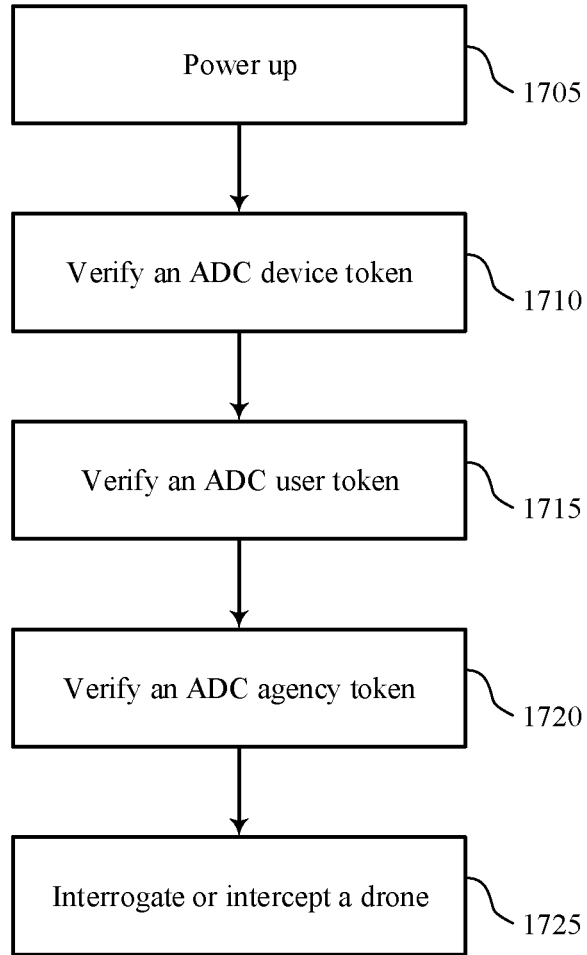 Power up
1705
Verify an ADC device token
1710
Verify an ADC user token
1715
Verify an ADC agency token
1720
Interrogate or intercept a drone
1725